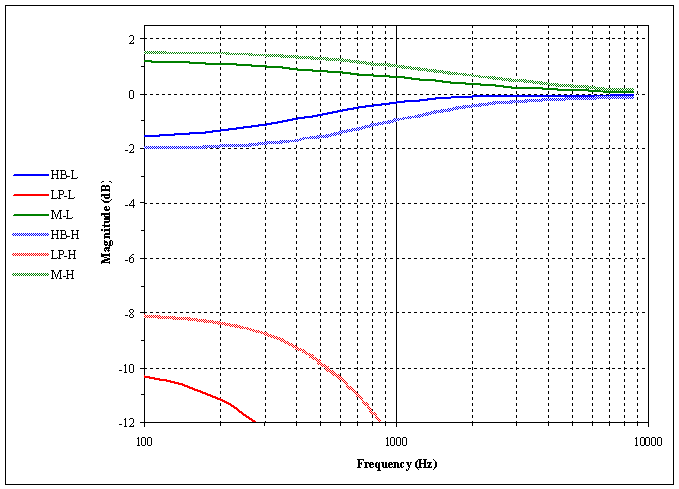 2
0
-2
-4
-6
-8
-10
-12
Magnitude (dB)
HB-L
LP-L
M-L
HB-H
LP-H
M-H
100
1000
10000
Frequency (Hz)